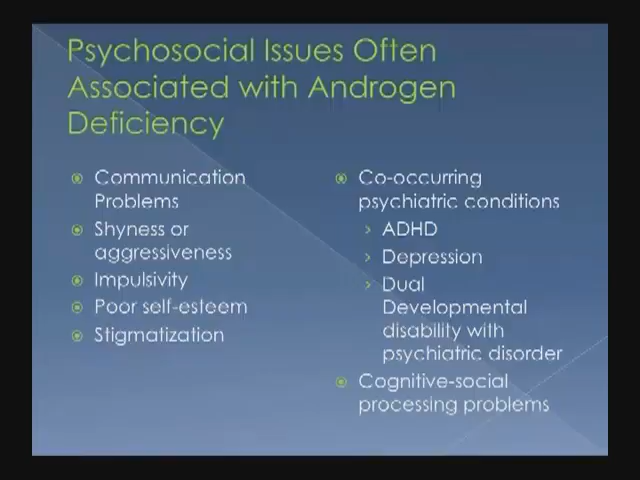 Psychosocial Issues Often
Associated with Androgen
Deficiency
Communication
Problems
Shyness or
aggressiveness
Impulsivity
Poor self-esteem
Stigmatization
Co-occurring
psychiatric conditions
ADHD
Depression
Dual
Developmental
disability with
psychiatric disorder
Cognitive-social
processing problems